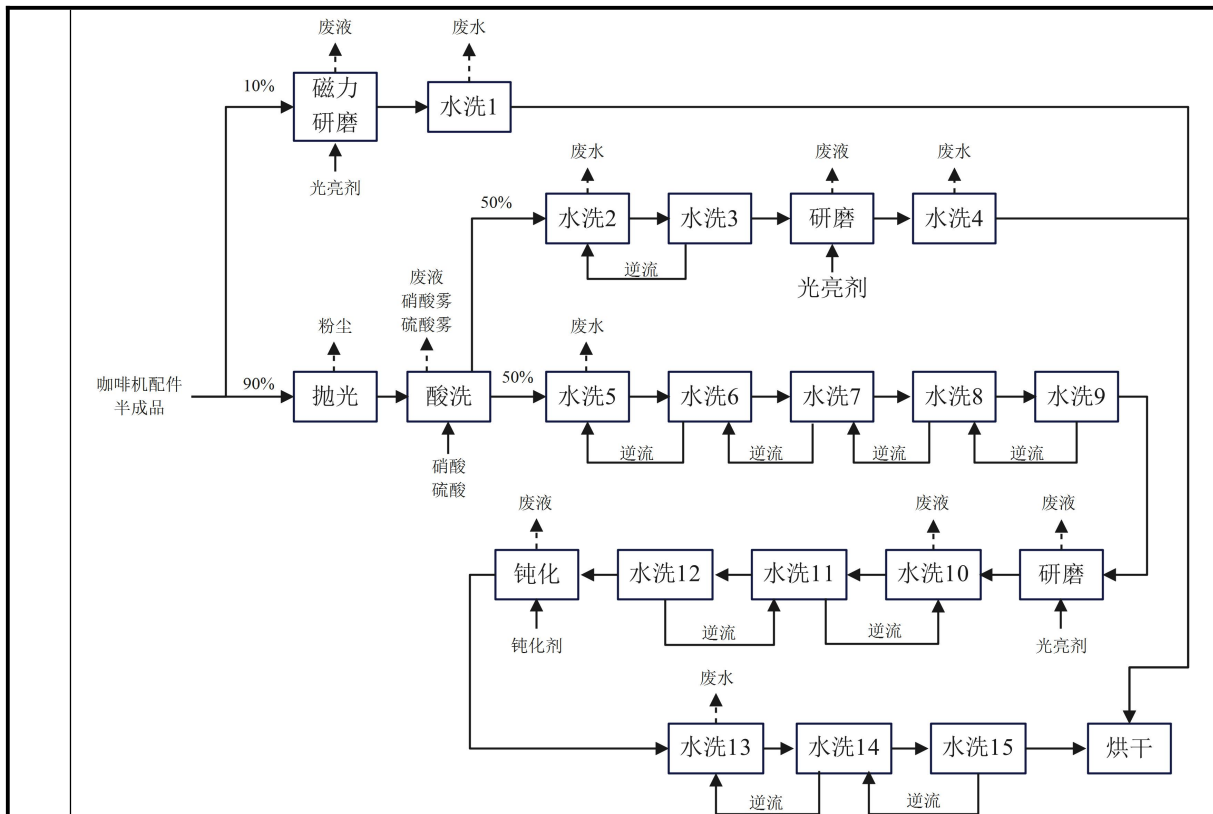 废液
废水
10%
磁力
研磨
水洗1
光亮剂
废水
废液
废水
50%
水洗2
水洗3
研磨
水洗4
逆流
光亮剂
废液
硝酸雾
硫酸雾
粉尘
废水
咖啡机配件
半成品
90%
抛光
酸洗
50%
水洗5
水洗6
水洗7
水洗8
水洗9
逆流
逆流
逆流
逆流
硝酸
硫酸
废液
废液
废液
钝化
水洗12
水洗11
水洗10
研磨
钝化剂
逆流
逆流
光亮剂
废水
水洗13
水洗14
水洗15
烘干
逆流
逆流